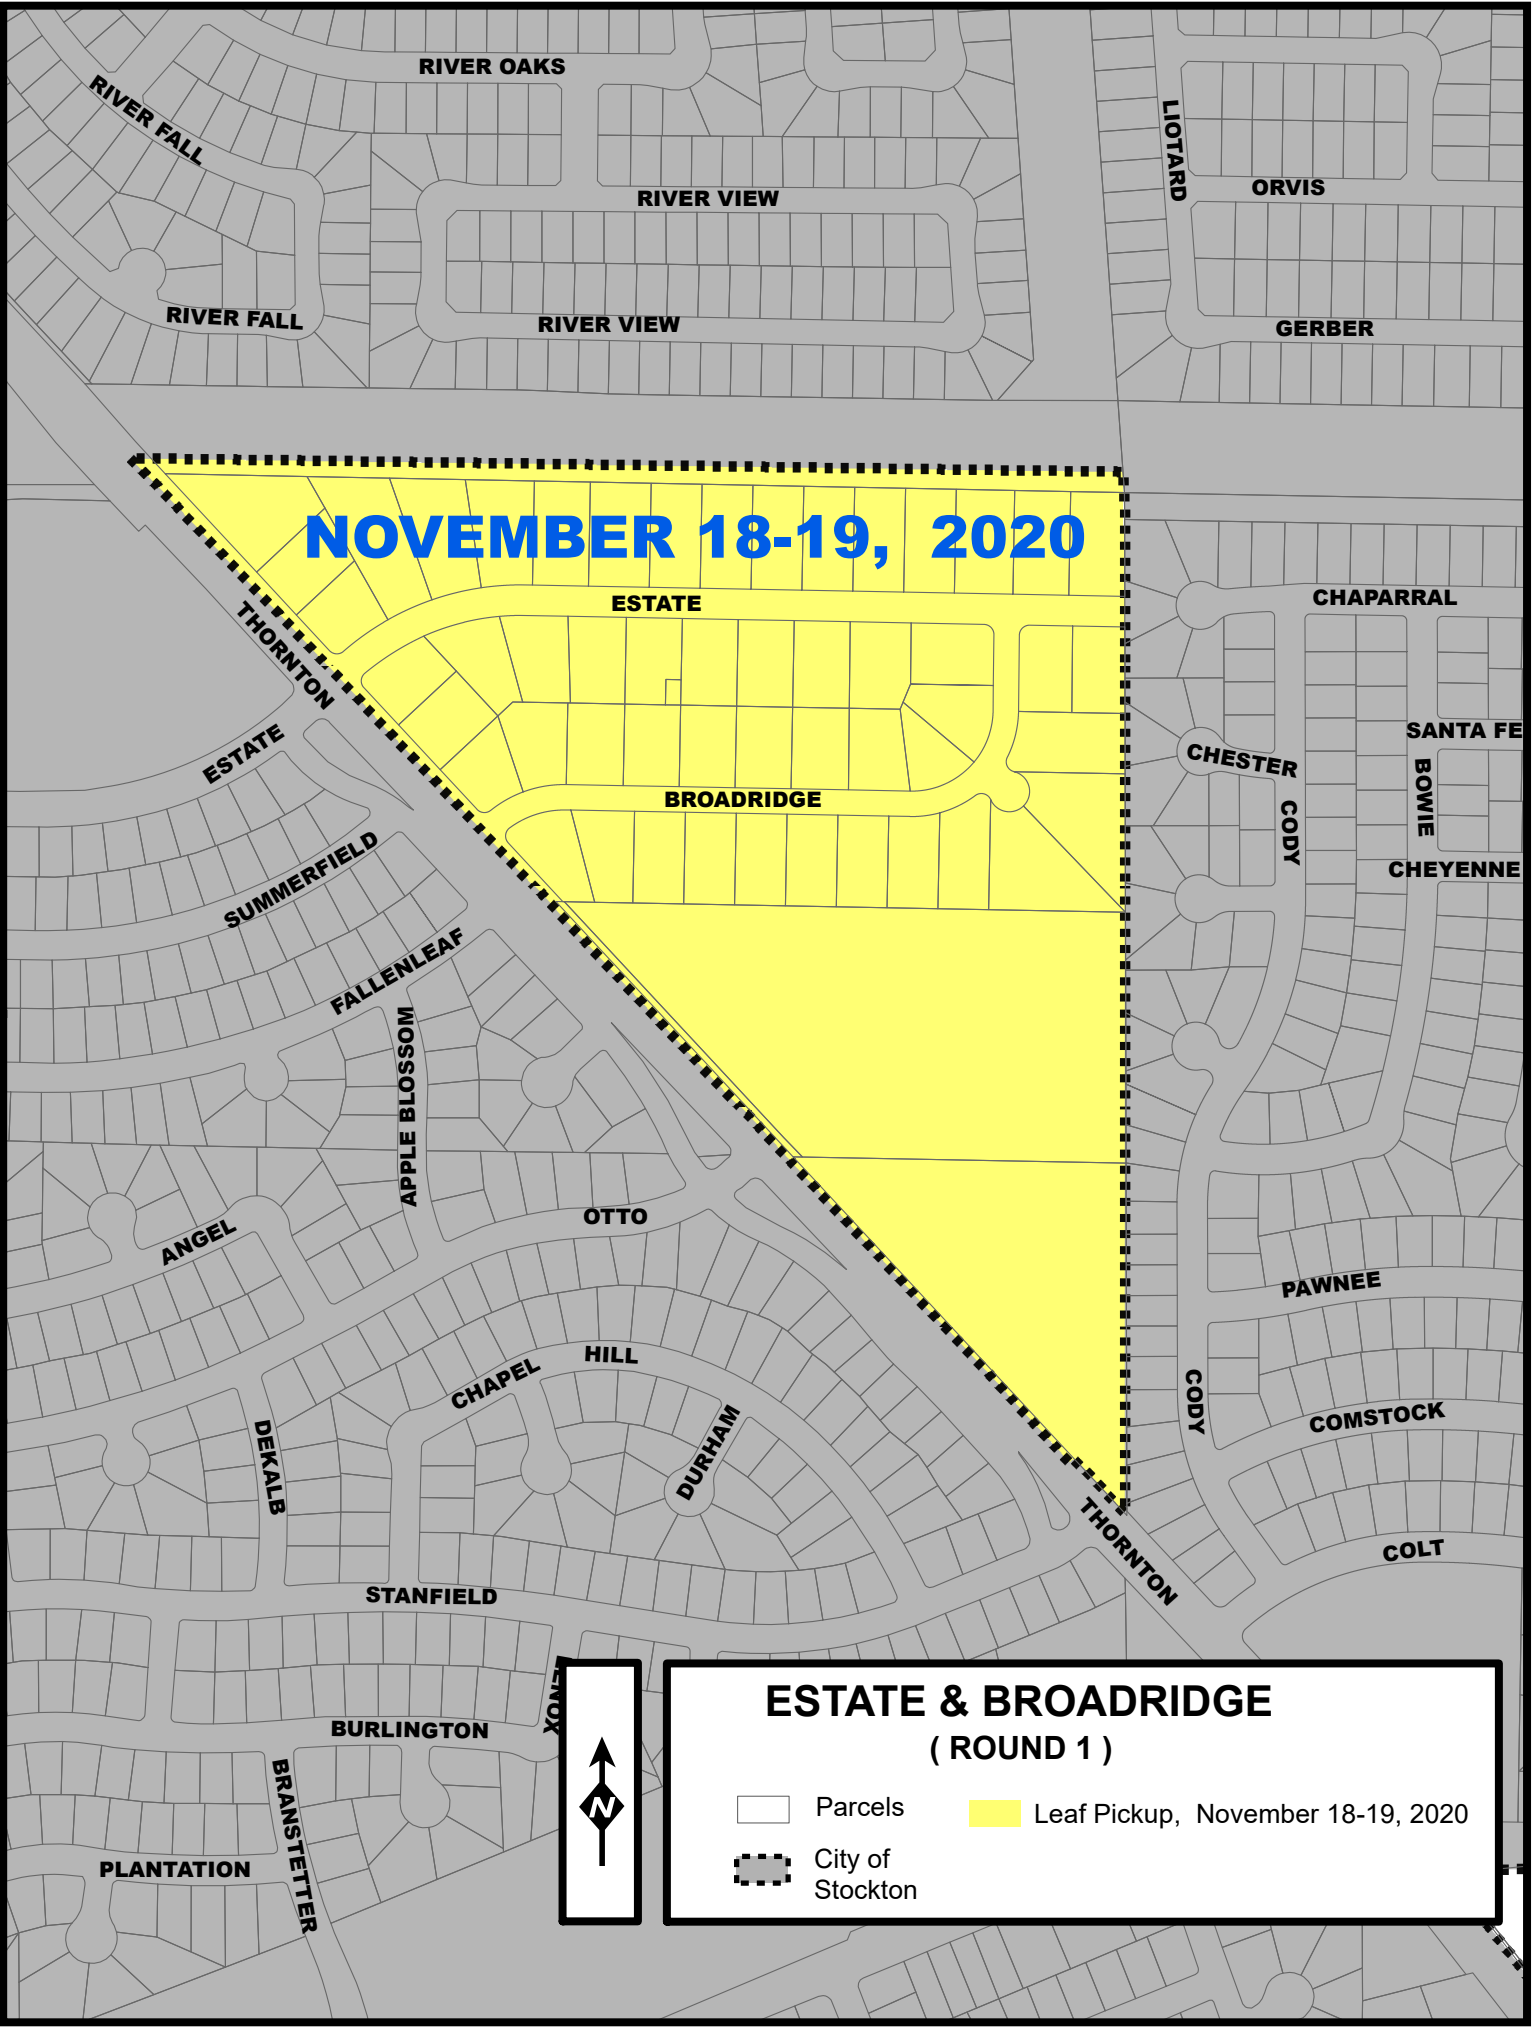 RIVER OAKS
RIVER FALL
LIOTARD
ORVIS
RIVER VIEW
RIVER FALL
RIVER VIEW
GERBER
NOVEMBER 18-19, 2020
ESTATE
CHAPARRAL
THORNTON
ESTATE
SANTA FE
CHESTER
BOWIE
BROADRIDGE
CODY
SUMMERFIELD
CHEYENNE
FALLENLEAF
APPLE BLOSSOM
OTTO
ANGEL
PAWNEE
HILL
CHAPEL
CODY
COMSTOCK
DURHAM
DEKALB
THORNTON
COLT
STANFIELD
LENOX
BURLINGTON
BRANSTETTER
PLANTATION
ESTATE & BROADRIDGE
( ROUND 1 )
N
Parcels
Leaf Pickup, November 18-19, 2020
City of
Stockton